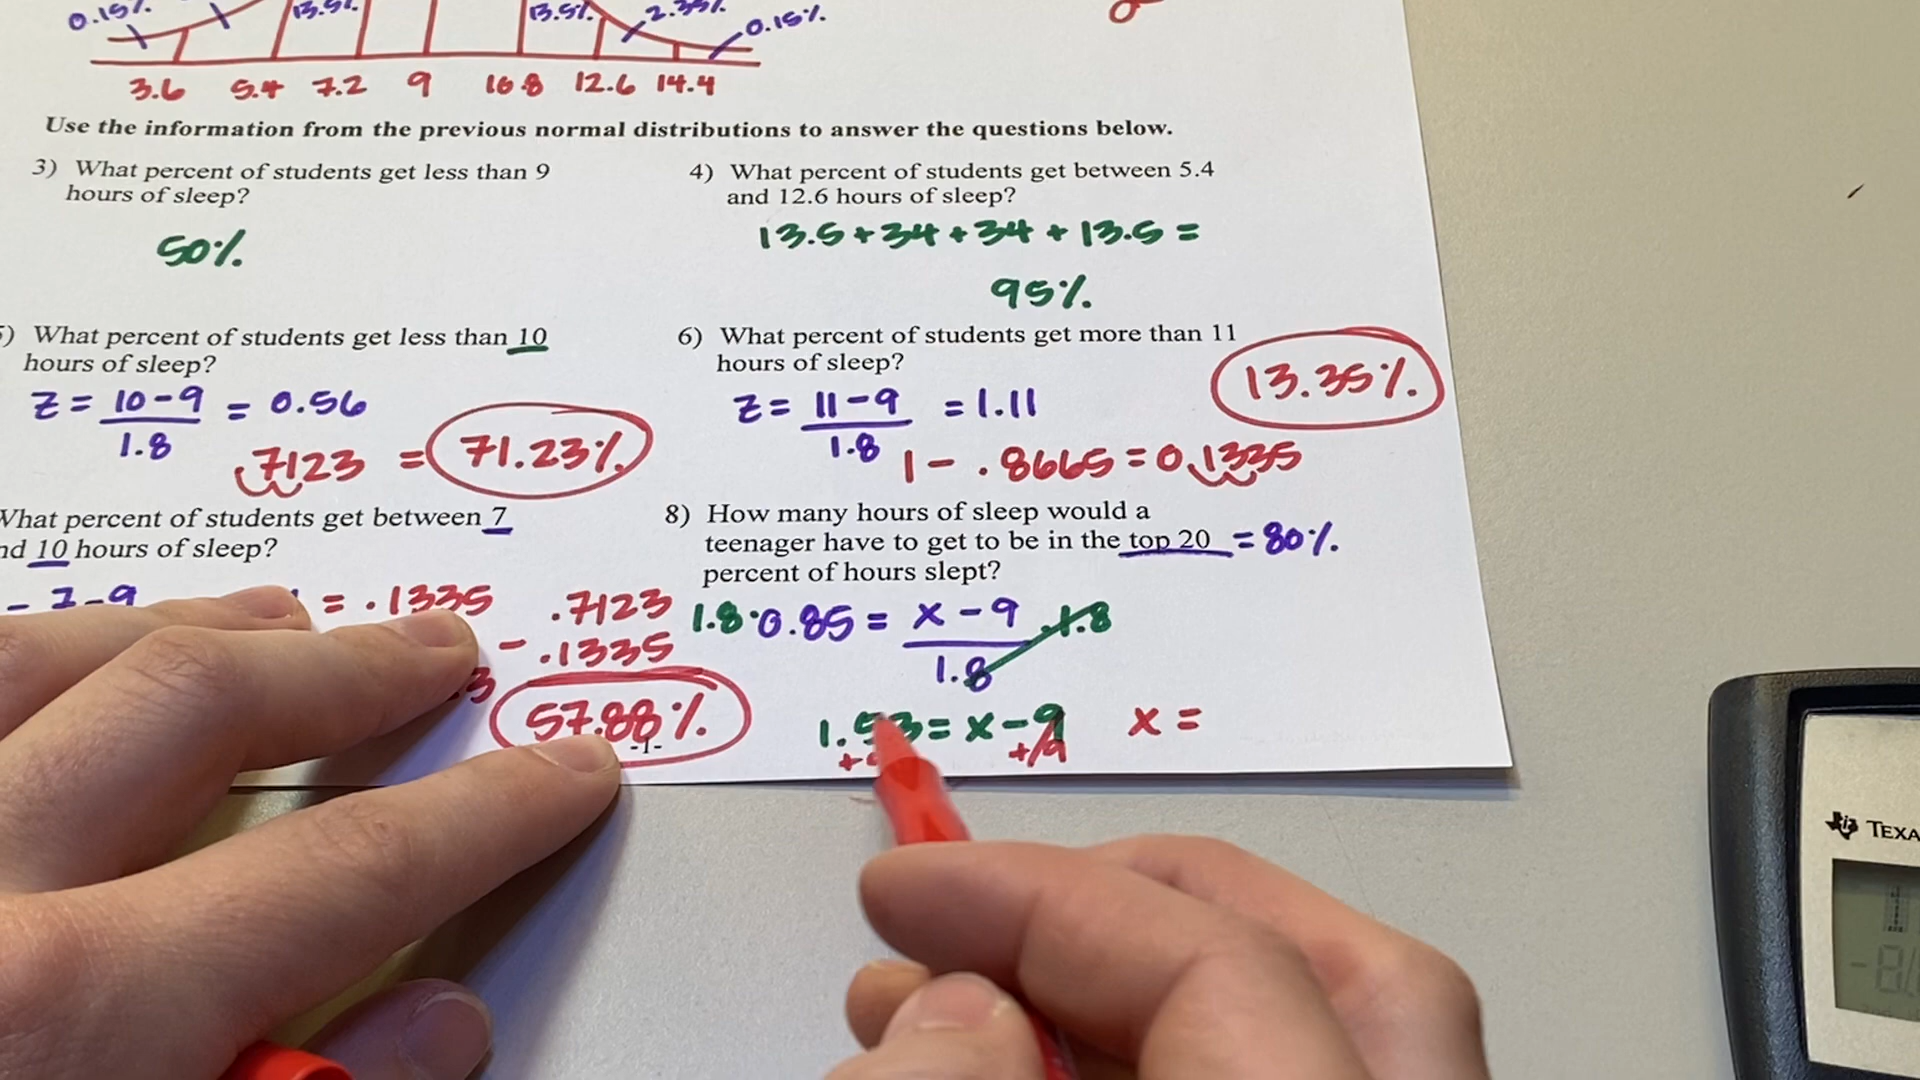 0.15% 13.5% 13.5% 2.35% 0.15%
3.6 5.4 7.2 9 10.8 12.6 14.4
Use the information from the previous normal distributions to answer the questions below.
3) What percent of students get less than 9
hours of sleep?
50%
4) What percent of students get between 5.4
and 12.6 hours of sleep?
13.5 + 34 + 34 + 13.5 =
95%
) What percent of students get less than 10
hours of sleep?
z = 10 - 9 / 1.8 = 0.56
.7123 = 71.23%
6) What percent of students get more than 11
hours of sleep?
13.35%
z = 11 - 9 / 1.8 = 1.11
1 - .8665 = 0.1335
What percent of students get between 7
nd 10 hours of sleep?
- 7 - 9
= .1335
.7123
- .1335
3
57.88%
8) How many hours of sleep would a
teenager have to get to be in the top 20 = 80%
percent of hours slept?
1.8 · 0.85 = x - 9 / 1.8 · 1.8
1.53 = x - 9 x =
+ +9
-1-
TEXA